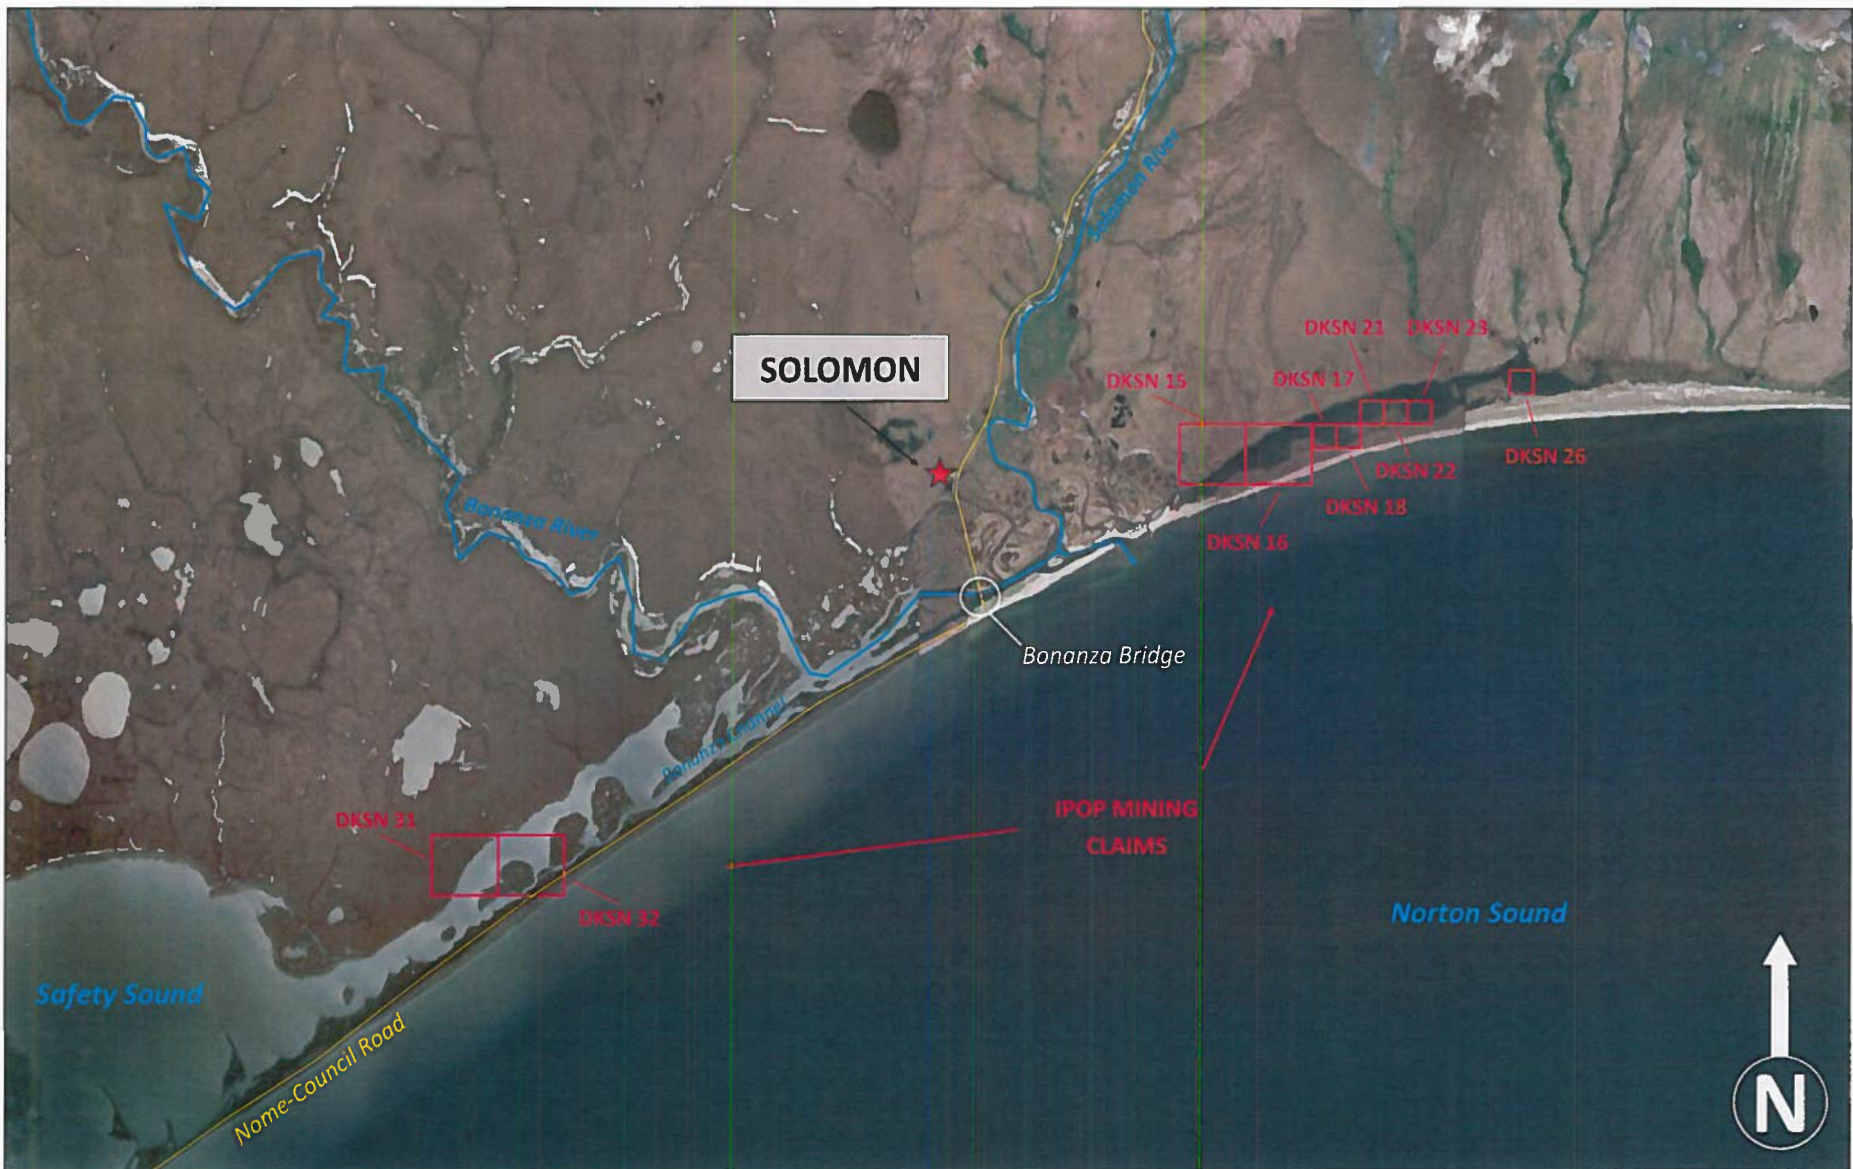 Solomon River
SOLOMON
DKSN 21
DKSN 23
DKSN 15
DKSN 17
DKSN 22
DKSN 26
DKSN 18
DKSN 16
Bonanza River
Bonanza Bridge
Bonanza Channel
DKSN 31
DKSN 32
IPOP MINING
CLAIMS
Norton Sound
Safety Sound
Nome-Council Road
N